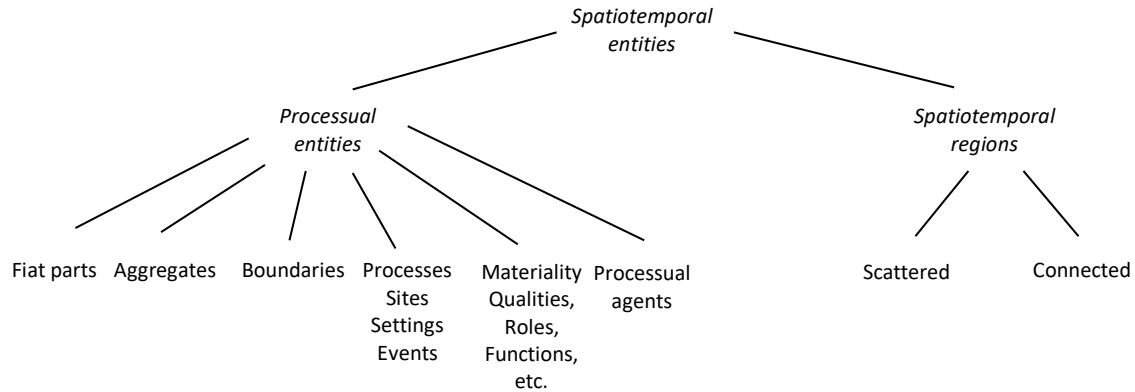 Spatiotemporal
entities
Processual
entities
Spatiotemporal
regions
Fiat parts
Aggregates
Boundaries
Processes
Sites
Settings
Events
Materiality
Qualities,
Roles,
Functions,
etc.
Processual
agents
Scattered
Connected